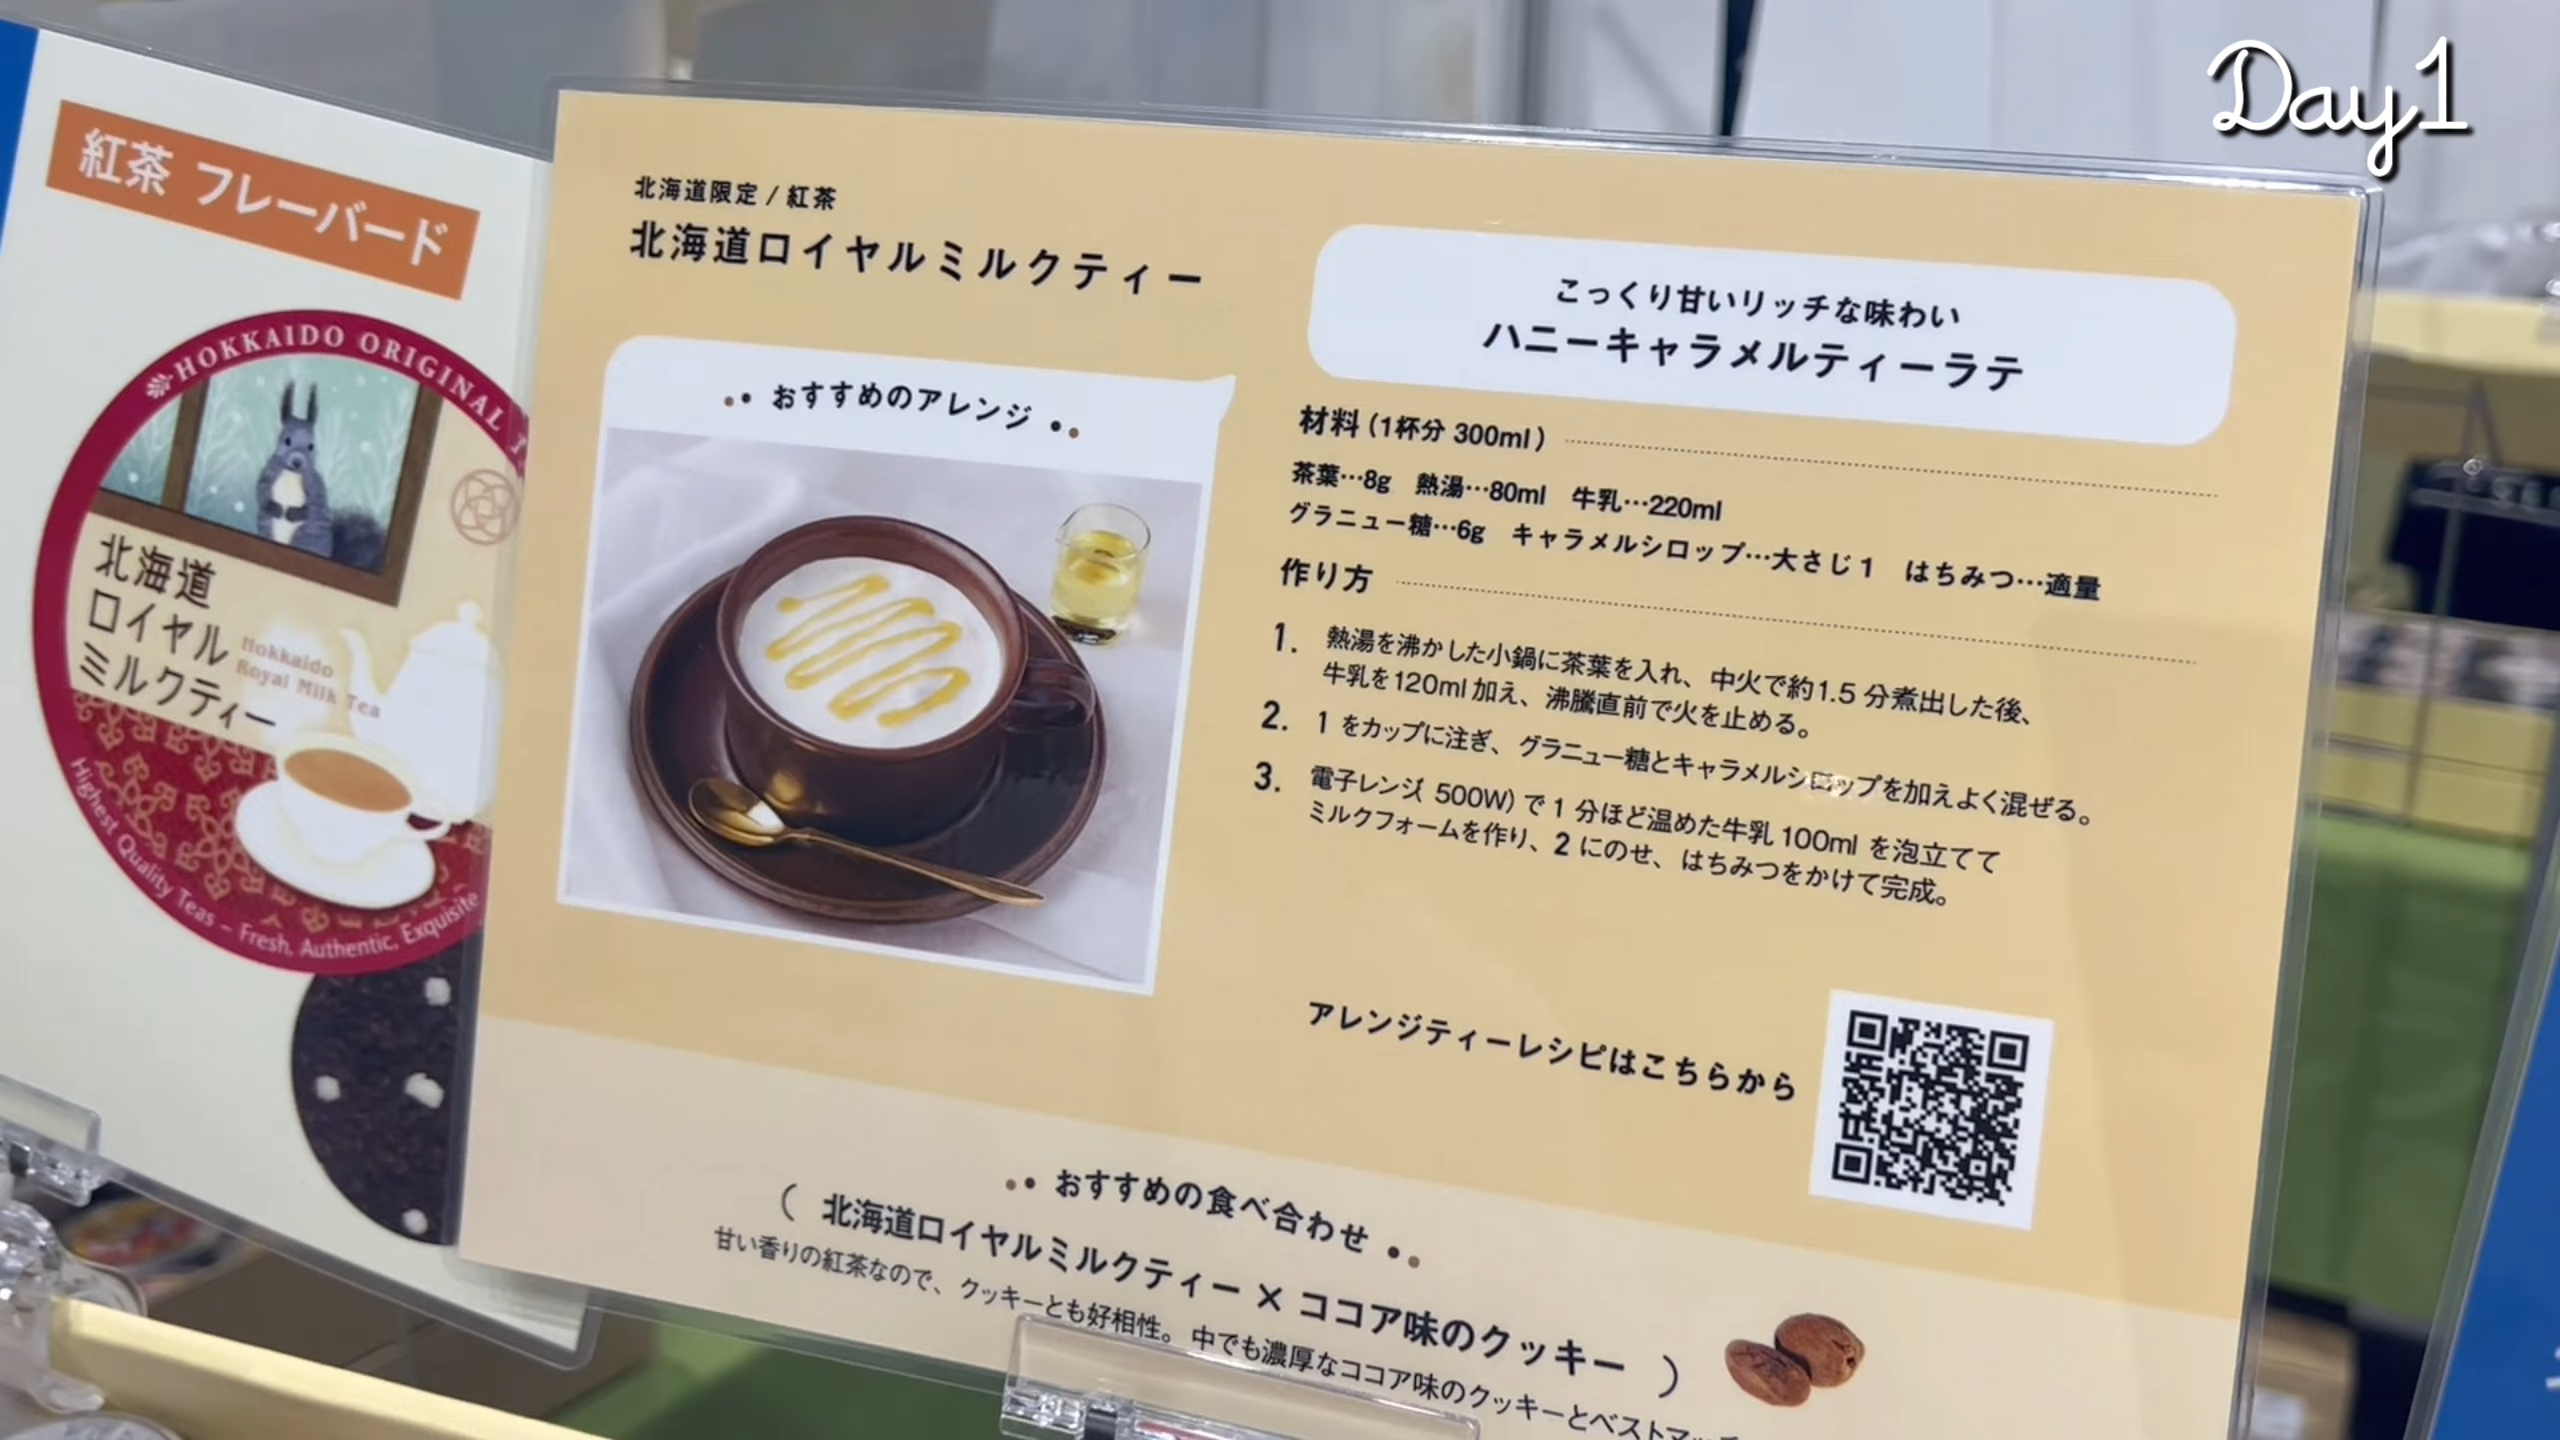 Day1
紅茶 フレーバード
HOKKAIDO ORIGINAL
北海道
ロイヤル
ミルクティー
Hokkaido
Royal Milk Tea
Highest Quality Teas – Fresh, Authentic, Exquisite
北海道限定 / 紅茶
北海道ロイヤルミルクティー
おすすめのアレンジ
こっくり甘いリッチな味わい
ハニーキャラメルティーラテ
材料 (1杯分 300ml)
茶葉…8g 熱湯…80ml 牛乳…220ml
グラニュー糖…6g キャラメルシロップ…大さじ1 はちみつ…適量
作り方
1. 熱湯を沸かした小鍋に茶葉を入れ、中火で約1.5分煮出した後、
牛乳を120ml加え、沸騰直前で火を止める。
2. 1 をカップに注ぎ、グラニュー糖とキャラメルシロップを加えよく混ぜる。
3. 電子レンジ( 500W) で 1 分ほど温めた牛乳 100ml を泡立てて
ミルクフォームを作り、2 にのせ、はちみつをかけて完成。
アレンジティーレシピはこちらから
おすすめの食べ合わせ
( 北海道ロイヤルミルクティー × ココア味のクッキー )
甘い香りの紅茶なので、クッキーとも好相性。中でも濃厚なココア味のクッキーとベストマッチ